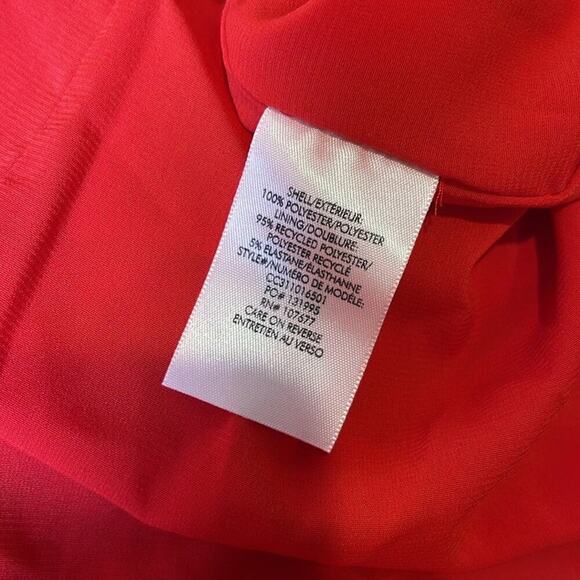 SHELL/EXTÉRIEUR:
100% POLYESTER/POLYESTER
LINING/DOUBLURE:
95% RECYCLED POLYESTER/
POLYESTER RECYCLÉ
5% ELASTANE/ÉLASTHANNE
STYLE#/NUMÉRO DE MODÈLE:
CC311016501
PO# 131995
RN# 107677
CARE ON REVERSE
ENTRETIEN AU VERSO